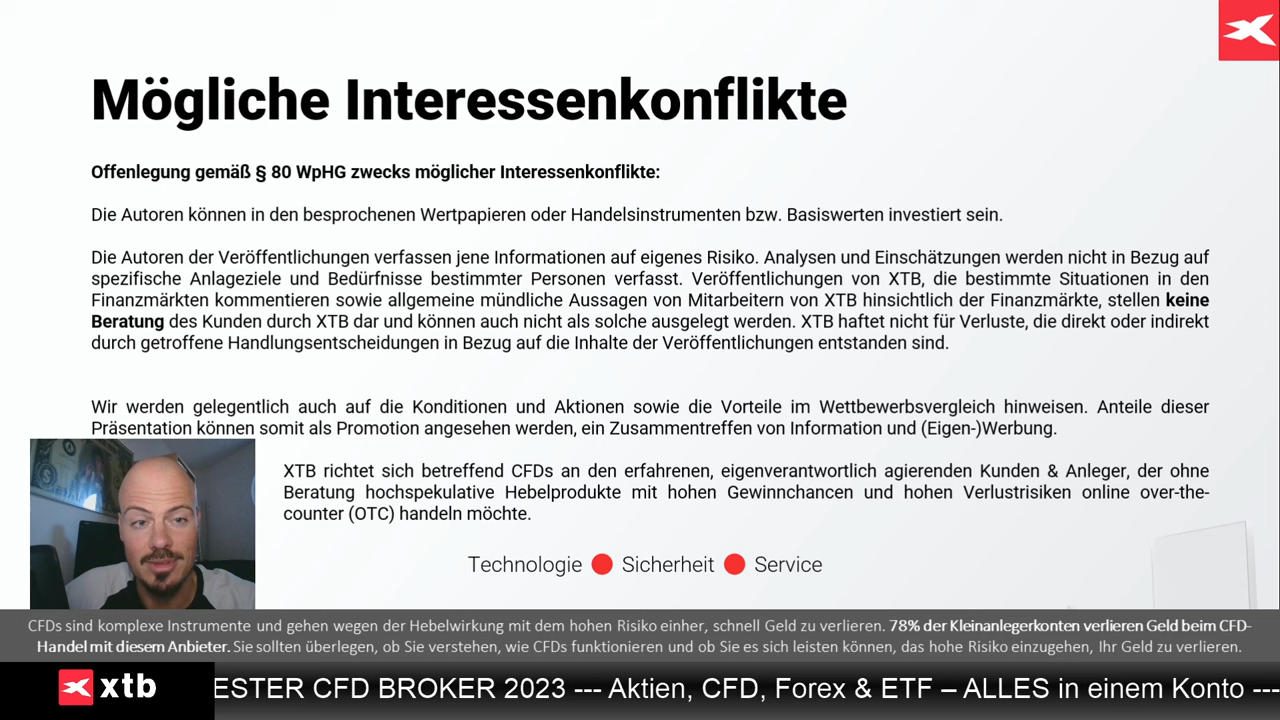 Mögliche Interessenkonflikte
Offenlegung gemäß § 80 WpHG zwecks möglicher Interessenkonflikte:
Die Autoren können in den besprochenen Wertpapieren oder Handelsinstrumenten bzw. Basiswerten investiert sein.
Die Autoren der Veröffentlichungen verfassen jene Informationen auf eigenes Risiko. Analysen und Einschätzungen werden nicht in Bezug auf
spezifische Anlageziele und Bedürfnisse bestimmter Personen verfasst. Veröffentlichungen von XTB, die bestimmte Situationen in den
Finanzmärkten kommentieren sowie allgemeine mündliche Aussagen von Mitarbeitern von XTB hinsichtlich der Finanzmärkte, stellen keine
Beratung des Kunden durch XTB dar und können auch nicht als solche ausgelegt werden. XTB haftet nicht für Verluste, die direkt oder indirekt
durch getroffene Handlungsentscheidungen in Bezug auf die Inhalte der Veröffentlichungen entstanden sind.
Wir werden gelegentlich auch auf die Konditionen und Aktionen sowie die Vorteile im Wettbewerbsvergleich hinweisen. Anteile dieser
Präsentation können somit als Promotion angesehen werden, ein Zusammentreffen von Information und (Eigen-)Werbung.
XTB richtet sich betreffend CFDs an den erfahrenen, eigenverantwortlich agierenden Kunden & Anleger, der ohne
Beratung hochspekulative Hebelprodukte mit hohen Gewinnchancen und hohen Verlustrisiken online over-the-
counter (OTC) handeln möchte.
Technologie Sicherheit Service
CFDs sind komplexe Instrumente und gehen wegen der Hebelwirkung mit dem hohen Risiko einher, schnell Geld zu verlieren. 78% der Kleinanlegerkonten verlieren Geld beim CFD-
Handel mit diesem Anbieter. Sie sollten überlegen, ob Sie verstehen, wie CFDs funktionieren und ob Sie es sich leisten können, das hohe Risiko einzugehen, Ihr Geld zu verlieren.
xtb ESTER CFD BROKER 2023 --- Aktien, CFD, Forex & ETF – ALLES in einem Konto ---